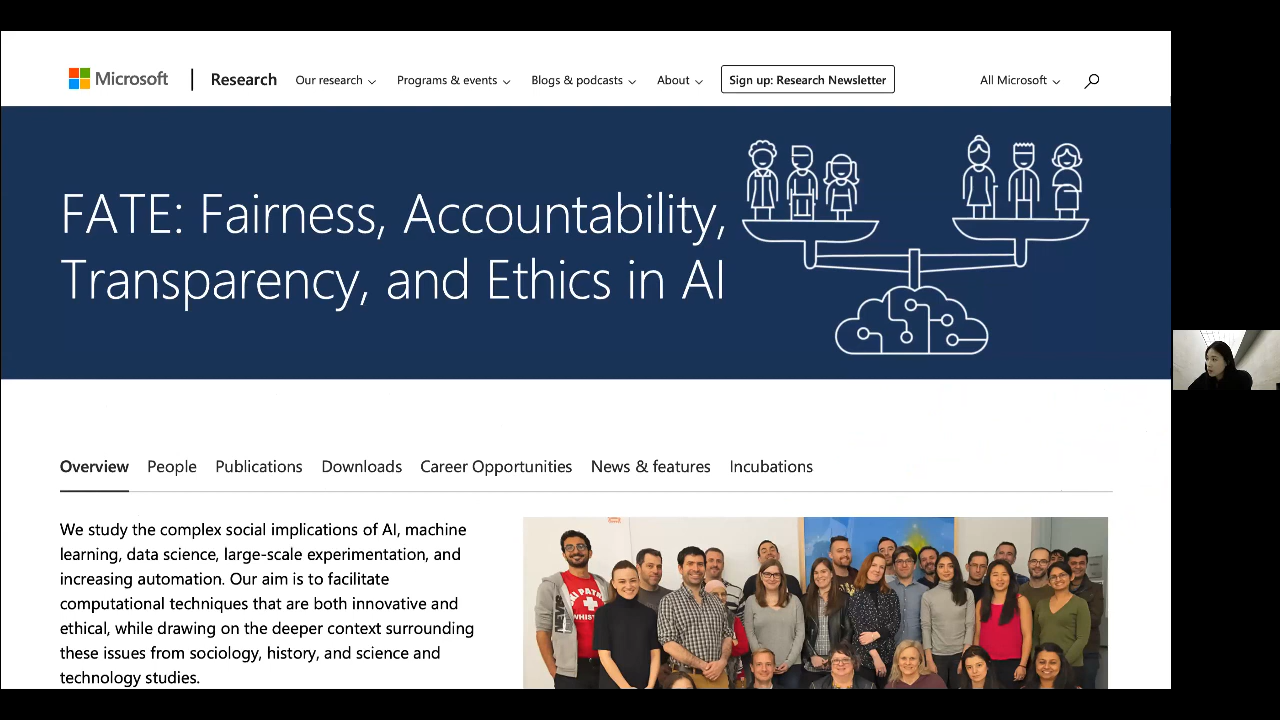 Microsoft Research Our research Programs & events Blogs & podcasts About Sign up: Research Newsletter All Microsoft
FATE: Fairness, Accountability,
Transparency, and Ethics in AI
Overview People Publications Downloads Career Opportunities News & features Incubations
We study the complex social implications of AI, machine
learning, data science, large-scale experimentation, and
increasing automation. Our aim is to facilitate
computational techniques that are both innovative and
ethical, while drawing on the deeper context surrounding
these issues from sociology, history, and science and
technology studies.